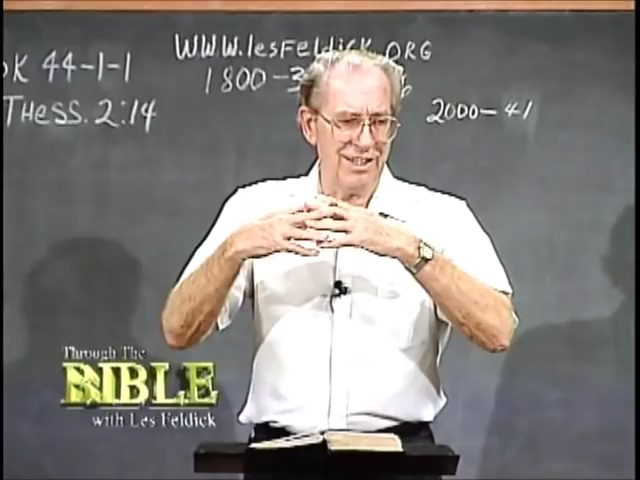 WWW.lesFeldick.ORG
K 44-1-1
1800-3
Thess. 2:14
2000-41
Through The
BIBLE
with Les Feldick